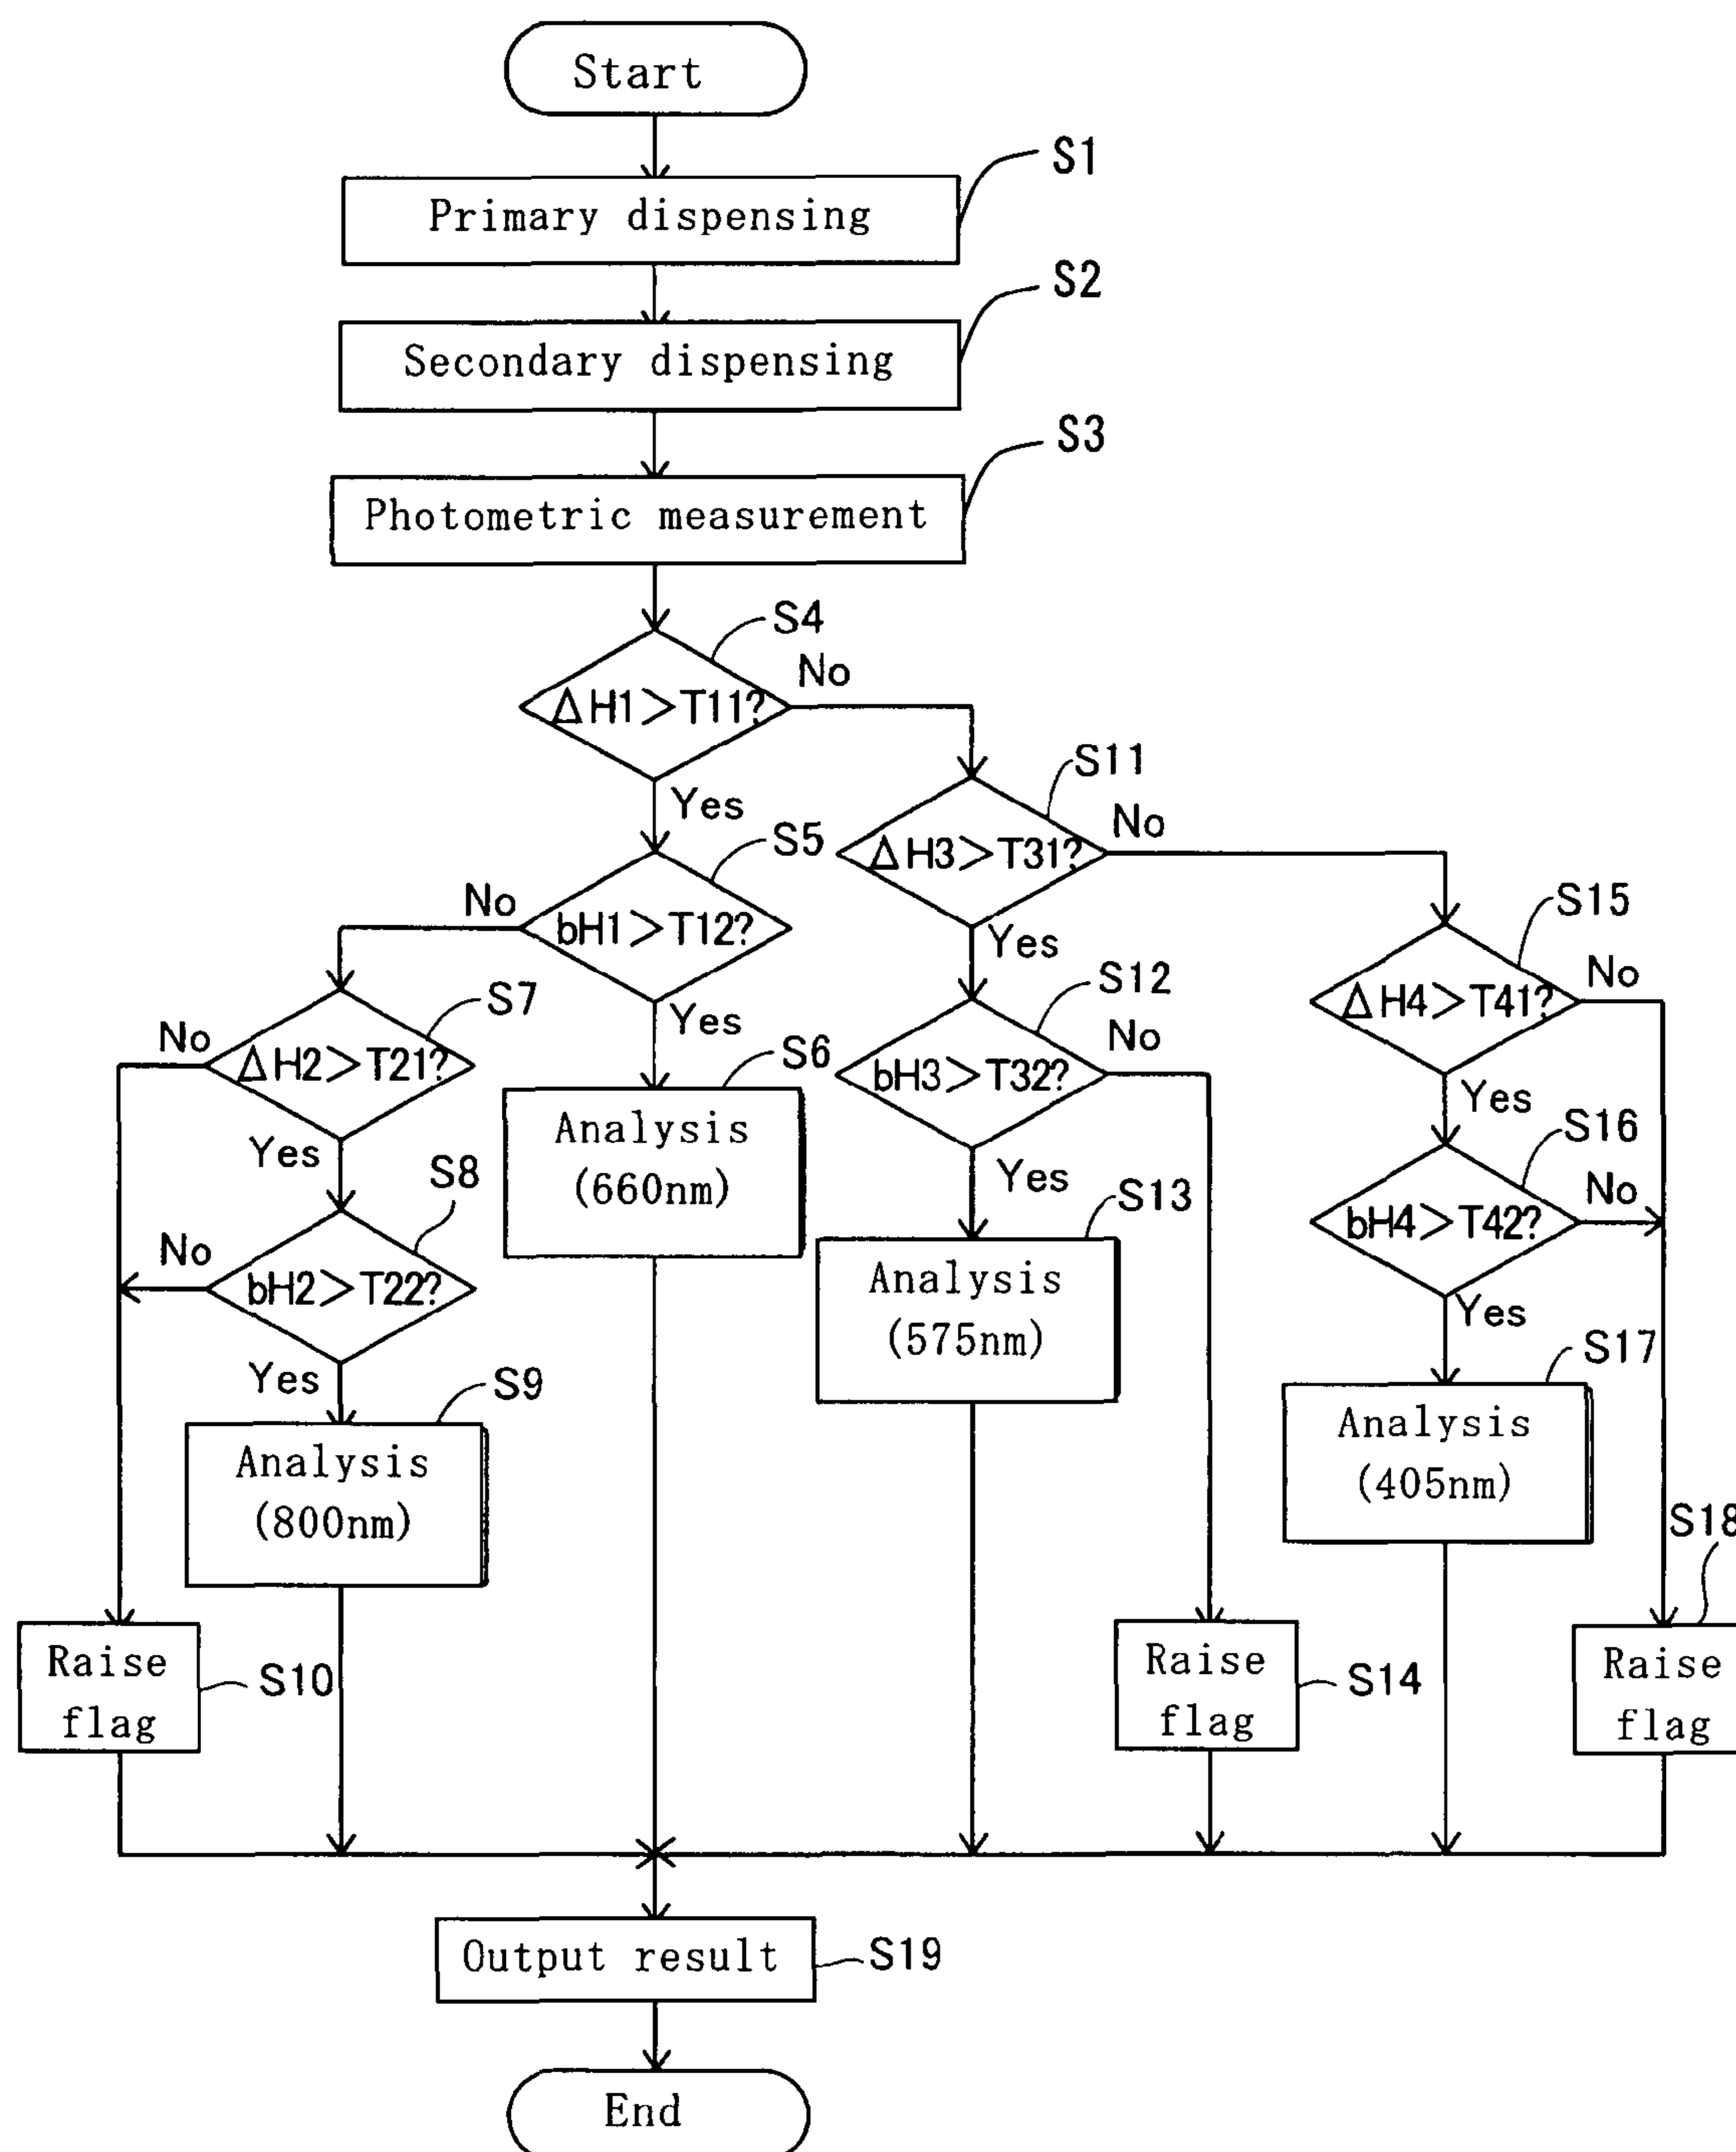 Start
S1
Primary dispensing
S2
Secondary dispensing
S3
Photometric measurement
S4
No
ΔH1>T11?
Yes
S11
No
ΔH3>T31?
S5
No
bH1>T12?
Yes
Yes
S15
No
ΔH4>T41?
S7
No
ΔH2>T21?
Yes
S6
Analysis
(660nm)
S12
No
bH3>T32?
Yes
Yes
S16
No
bH4>T42?
Yes
S8
No
bH2>T22?
Yes
S13
Analysis
(575nm)
S9
Analysis
(800nm)
S17
Analysis
(405nm)
S18
Raise
flag
S10
Raise
flag
S14
Raise
flag
Output result
S19
End